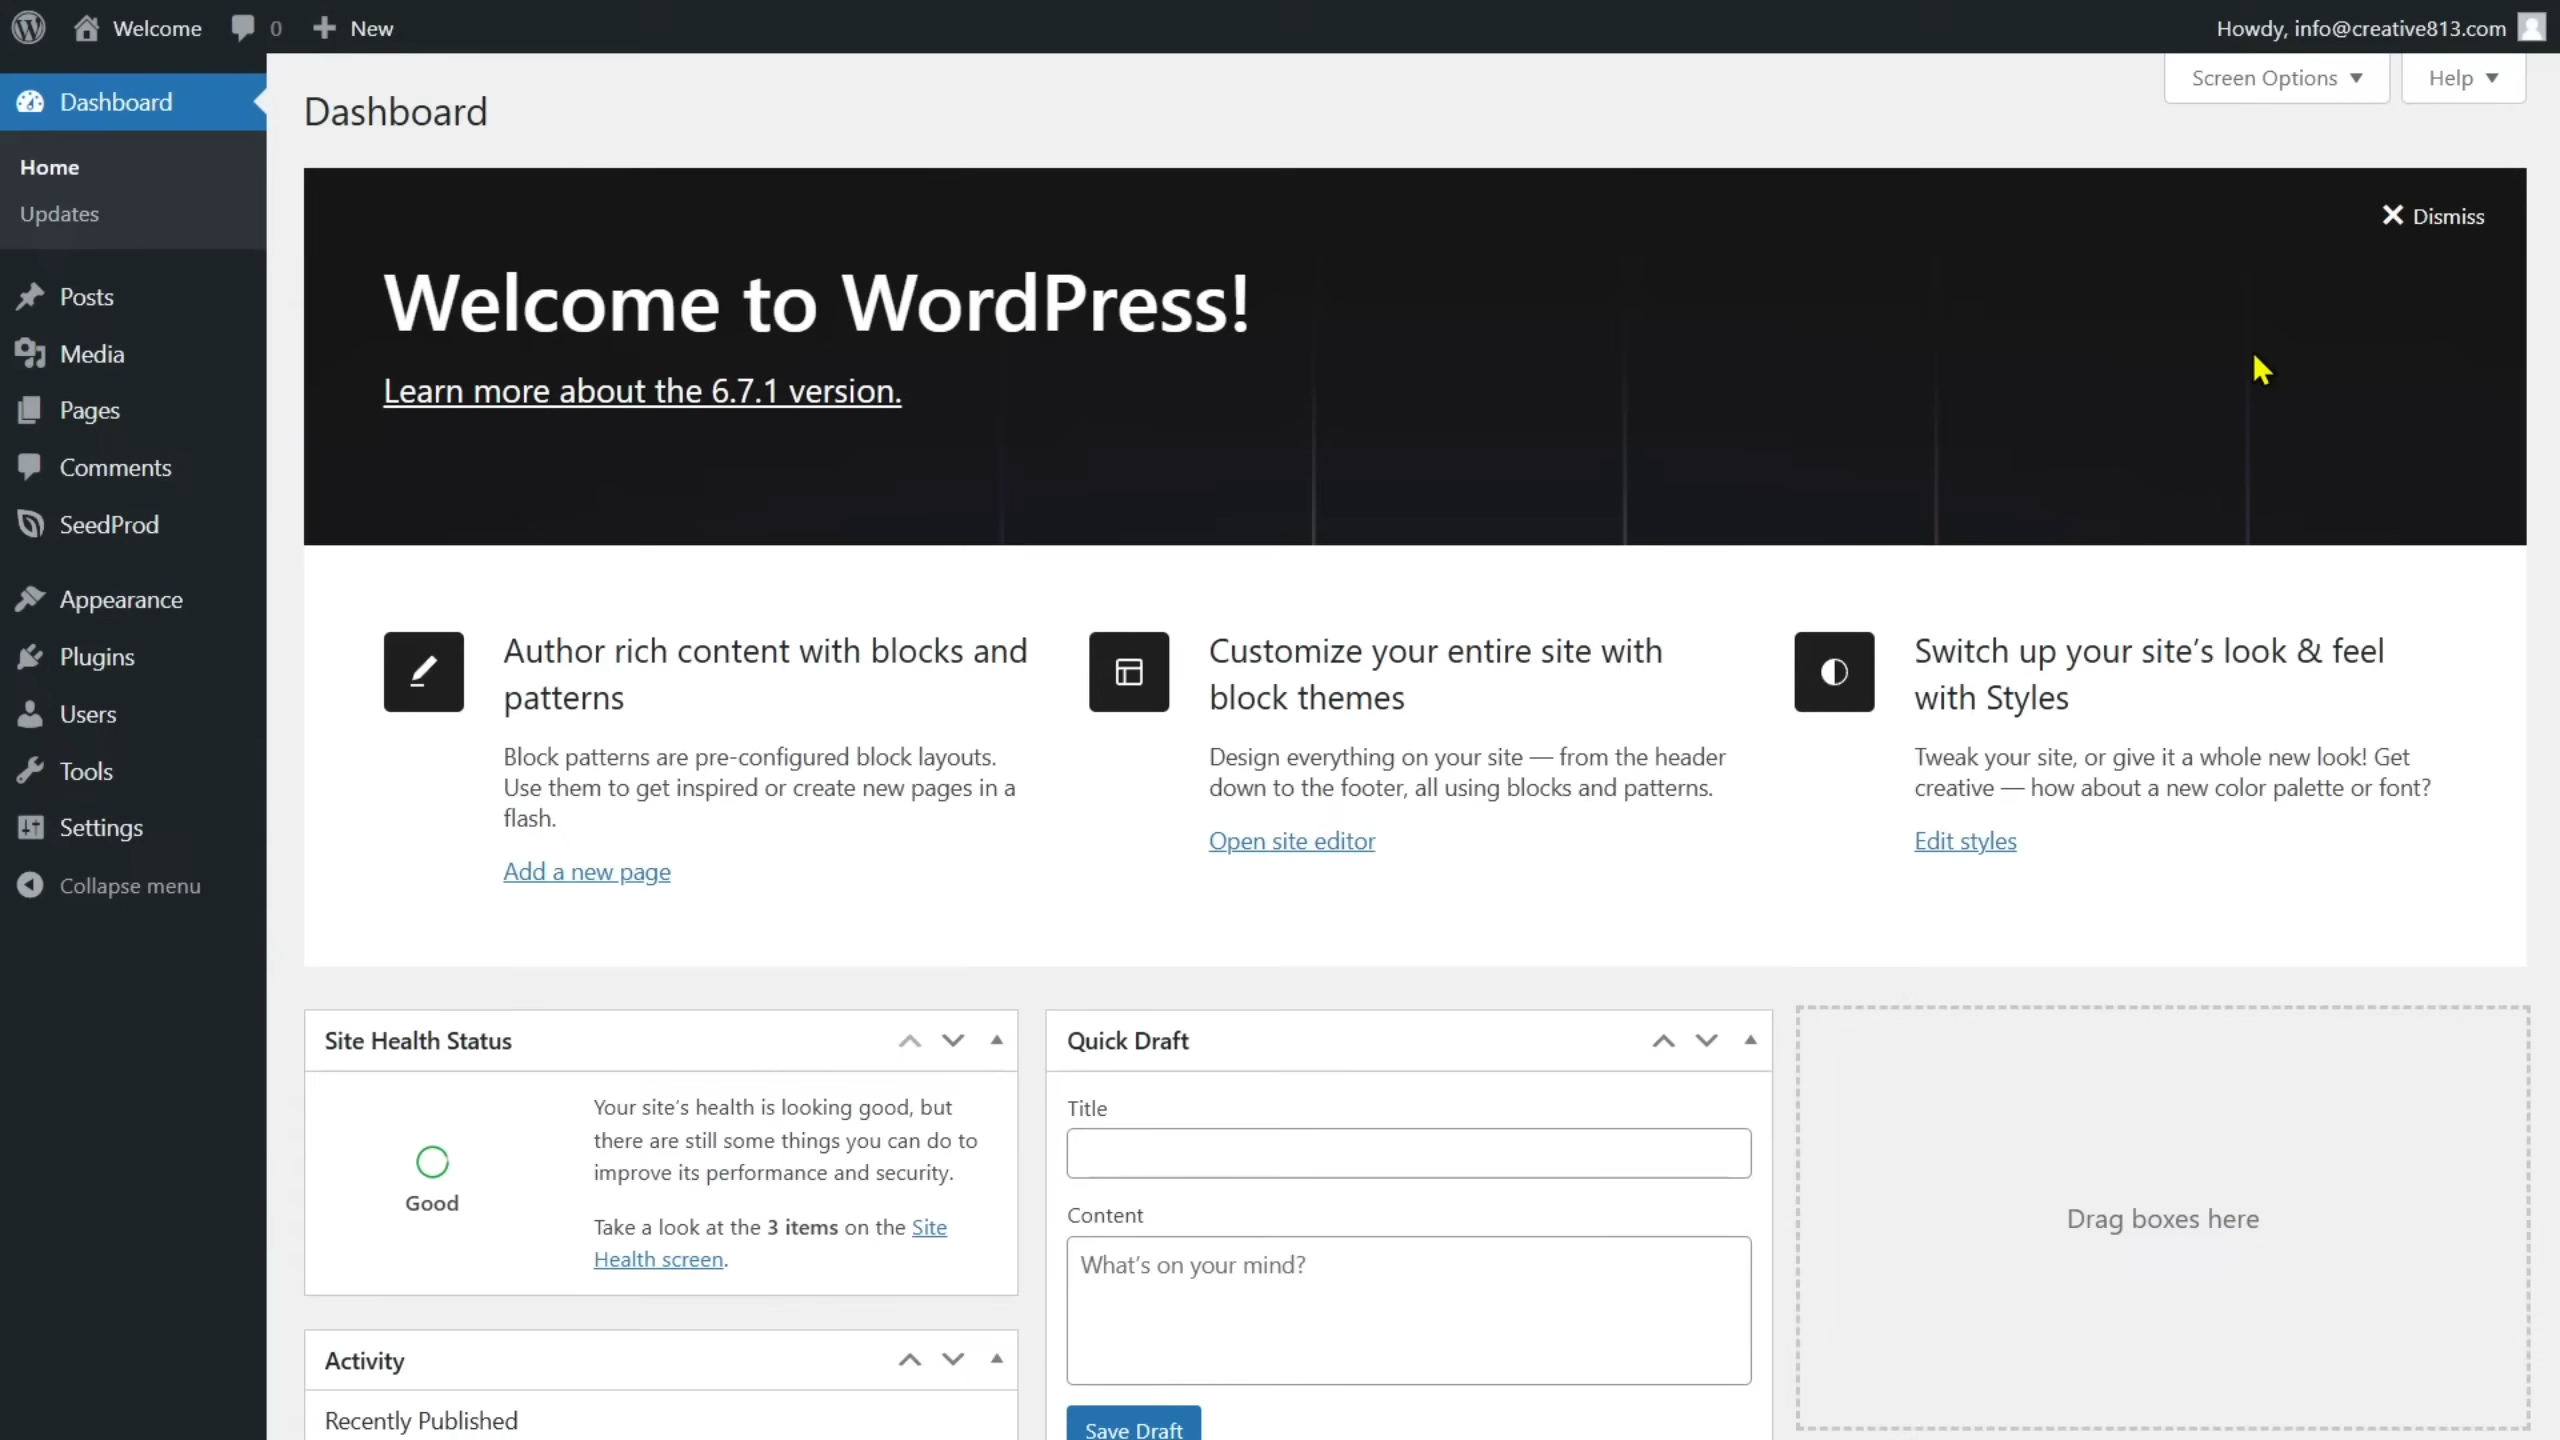 Welcome
0
New
Howdy, info@creative813.com
Dashboard
Home
Updates
Posts
Media
Pages
Comments
SeedProd
Appearance
Plugins
Users
Tools
Settings
Collapse menu
Screen Options
Help
Dashboard
Dismiss
Welcome to WordPress!
Learn more about the 6.7.1 version.
Author rich content with blocks and
patterns
Block patterns are pre-configured block layouts.
Use them to get inspired or create new pages in a
flash.
Add a new page
Customize your entire site with
block themes
Design everything on your site — from the header
down to the footer, all using blocks and patterns.
Open site editor
Switch up your site’s look & feel
with Styles
Tweak your site, or give it a whole new look! Get
creative — how about a new color palette or font?
Edit styles
Site Health Status
Good
Your site’s health is looking good, but
there are still some things you can do to
improve its performance and security.
Take a look at the 3 items on the Site
Health screen.
Activity
Recently Published
Quick Draft
Title
Content
What’s on your mind?
Save Draft
Drag boxes here